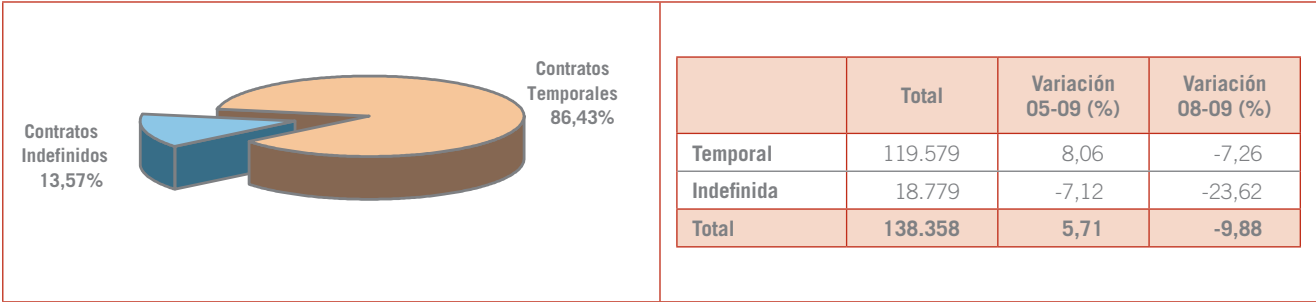 Contratos
Temporales
86,43%
Contratos
Indefinidos
13,57%
Total Variación 05-09 (%) Variación 08-09 (%)
Temporal 119.579 8,06 -7,26
Indefinida 18.779 -7,12 -23,62
Total 138.358 5,71 -9,88